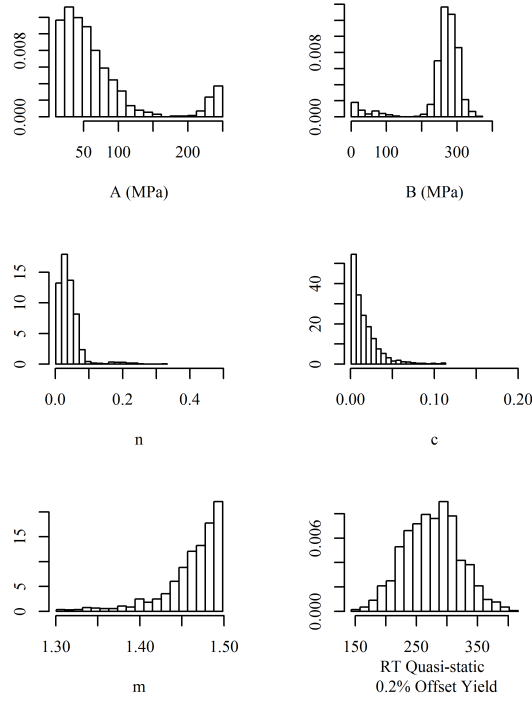 0.000 0.008
50 100 200
A (MPa)
0.000 0.008
0 100 300
B (MPa)
0 5 15
0.0 0.2 0.4
n
0 20 40
0.00 0.10 0.20
c
0 5 15
1.30 1.40 1.50
m
0.000 0.006
150 250 350
RT Quasi-static
0.2% Offset Yield